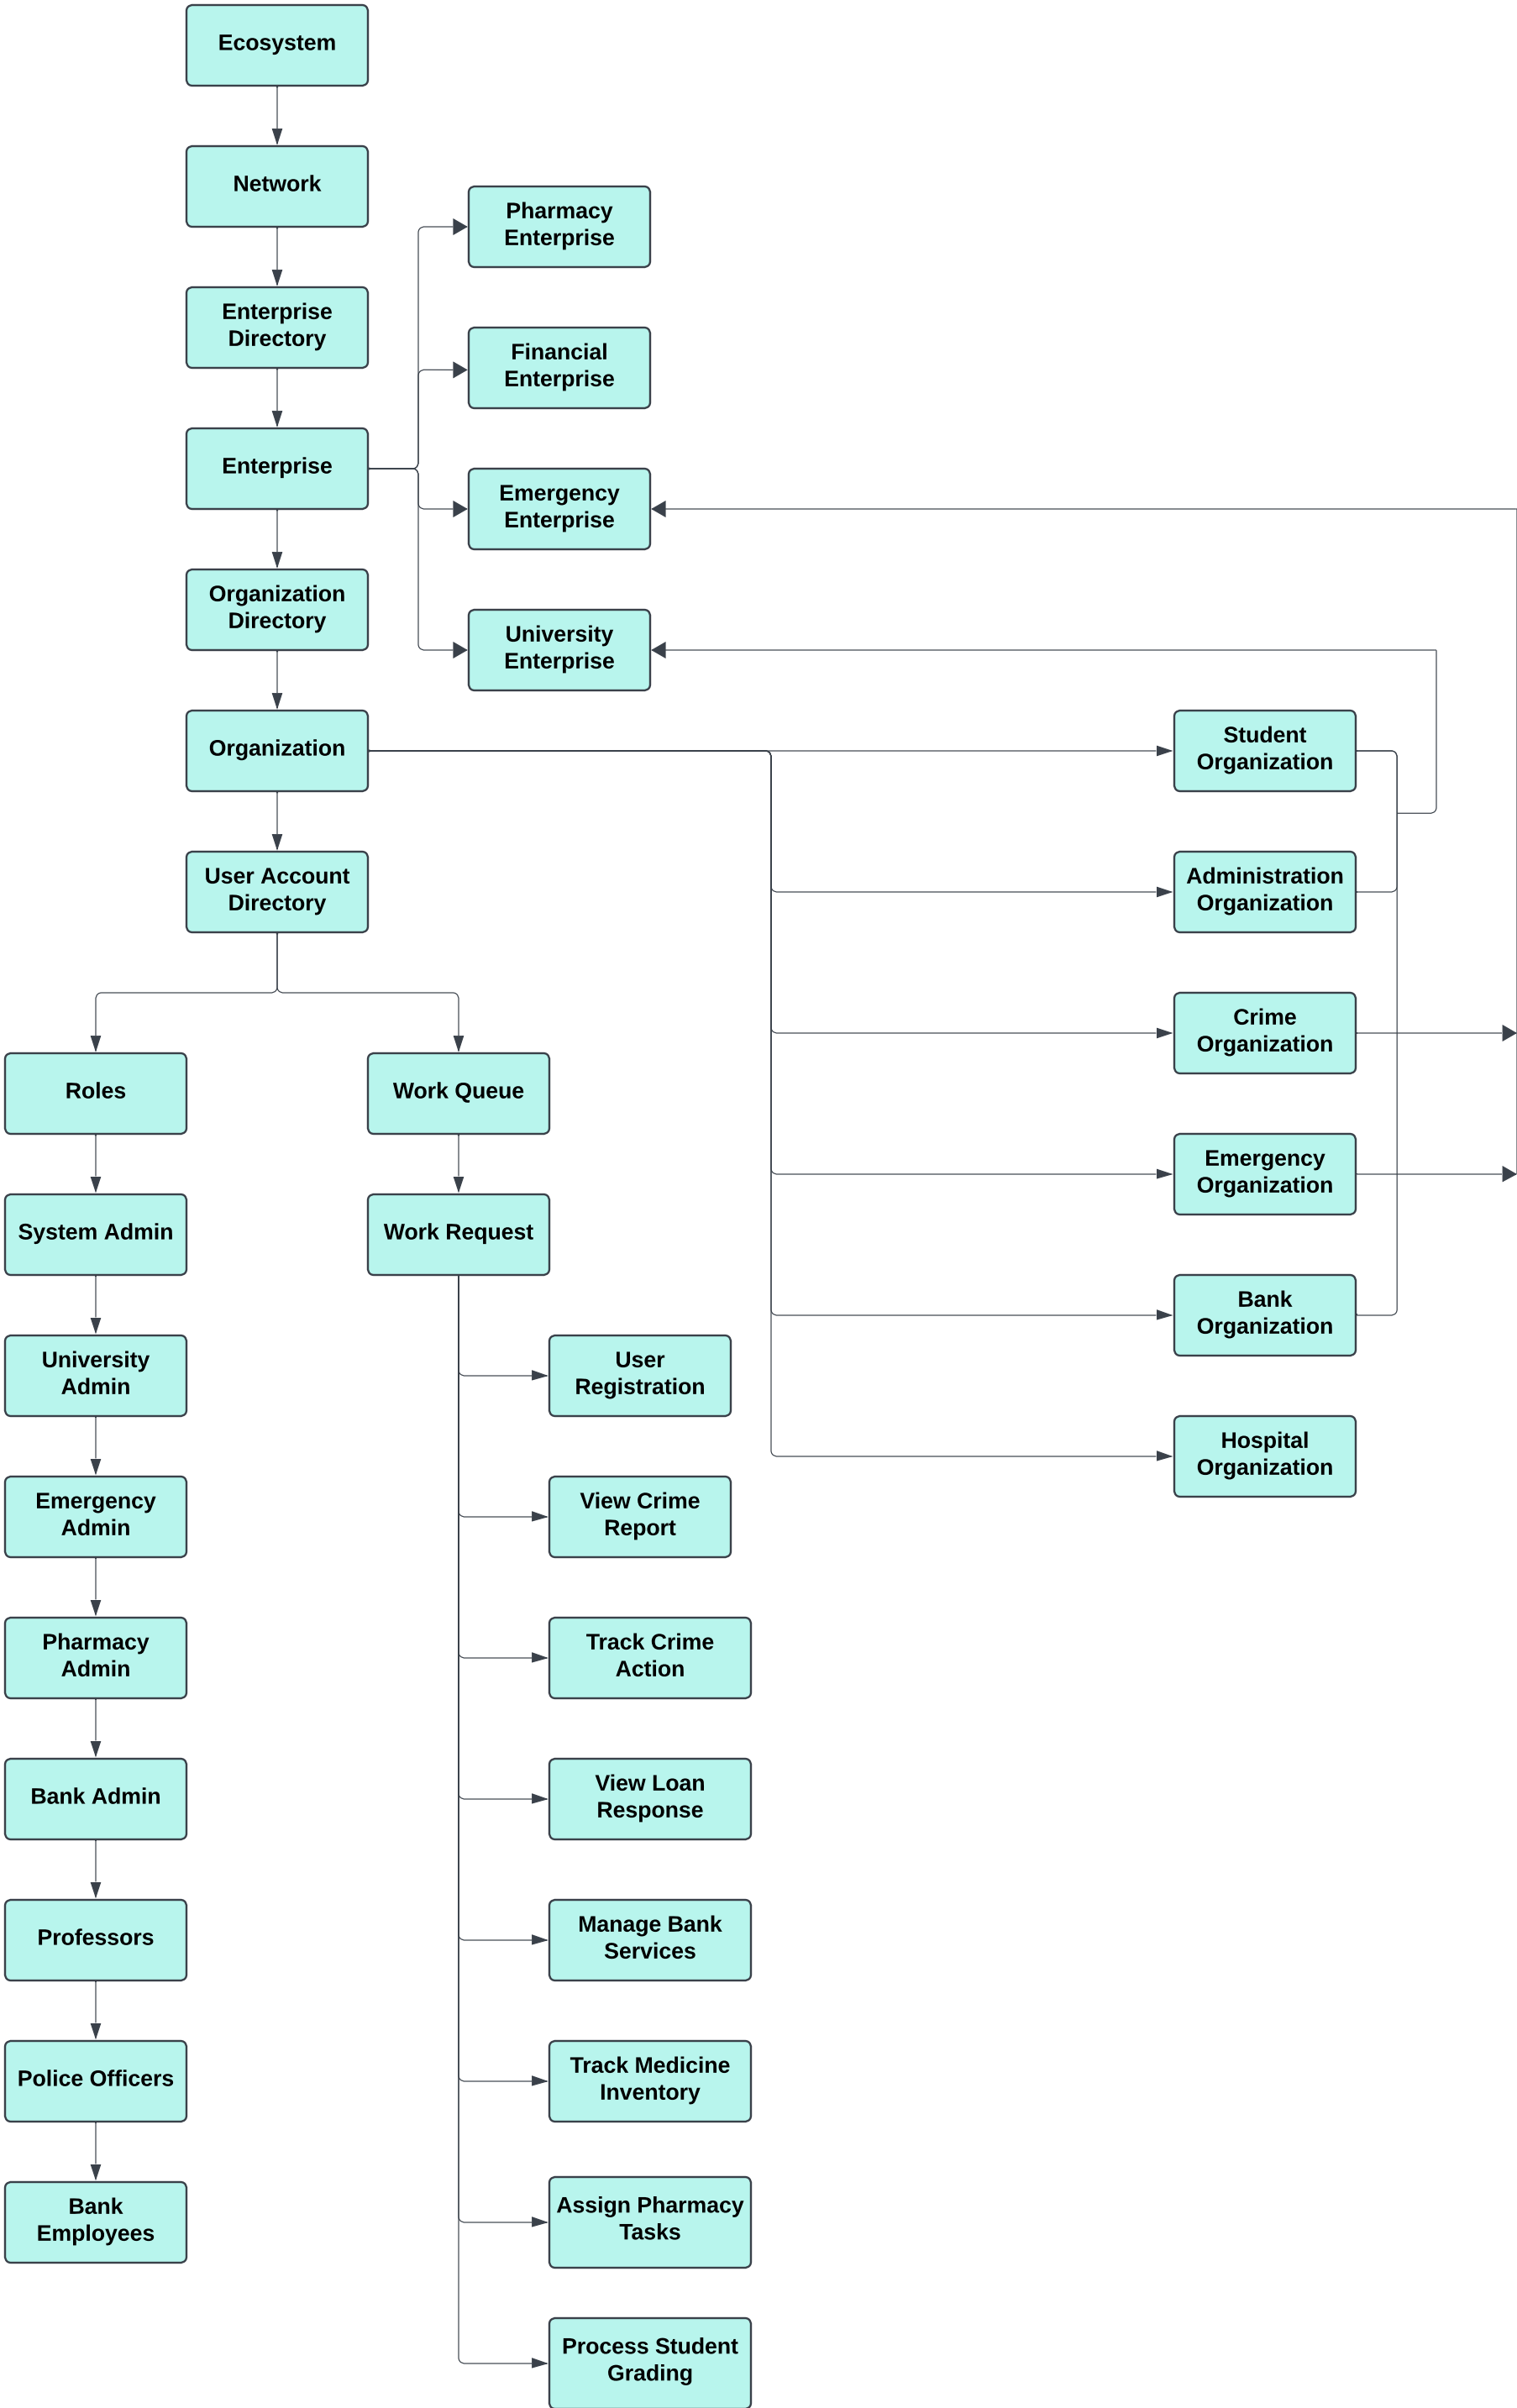 Ecosystem
Network
Pharmacy
Enterprise
Enterprise
Directory
Financial
Enterprise
Enterprise
Emergency
Enterprise
Organization
Directory
University
Enterprise
Organization
Student
Organization
User Account
Directory
Administration
Organization
Crime
Organization
Roles
Work Queue
Emergency
Organization
System Admin
Work Request
Bank
Organization
University
Admin
User
Registration
Hospital
Organization
Emergency
Admin
View Crime
Report
Pharmacy
Admin
Track Crime
Action
Bank Admin
View Loan
Response
Professors
Manage Bank
Services
Police Officers
Track Medicine
Inventory
Bank
Employees
Assign Pharmacy
Tasks
Process Student
Grading